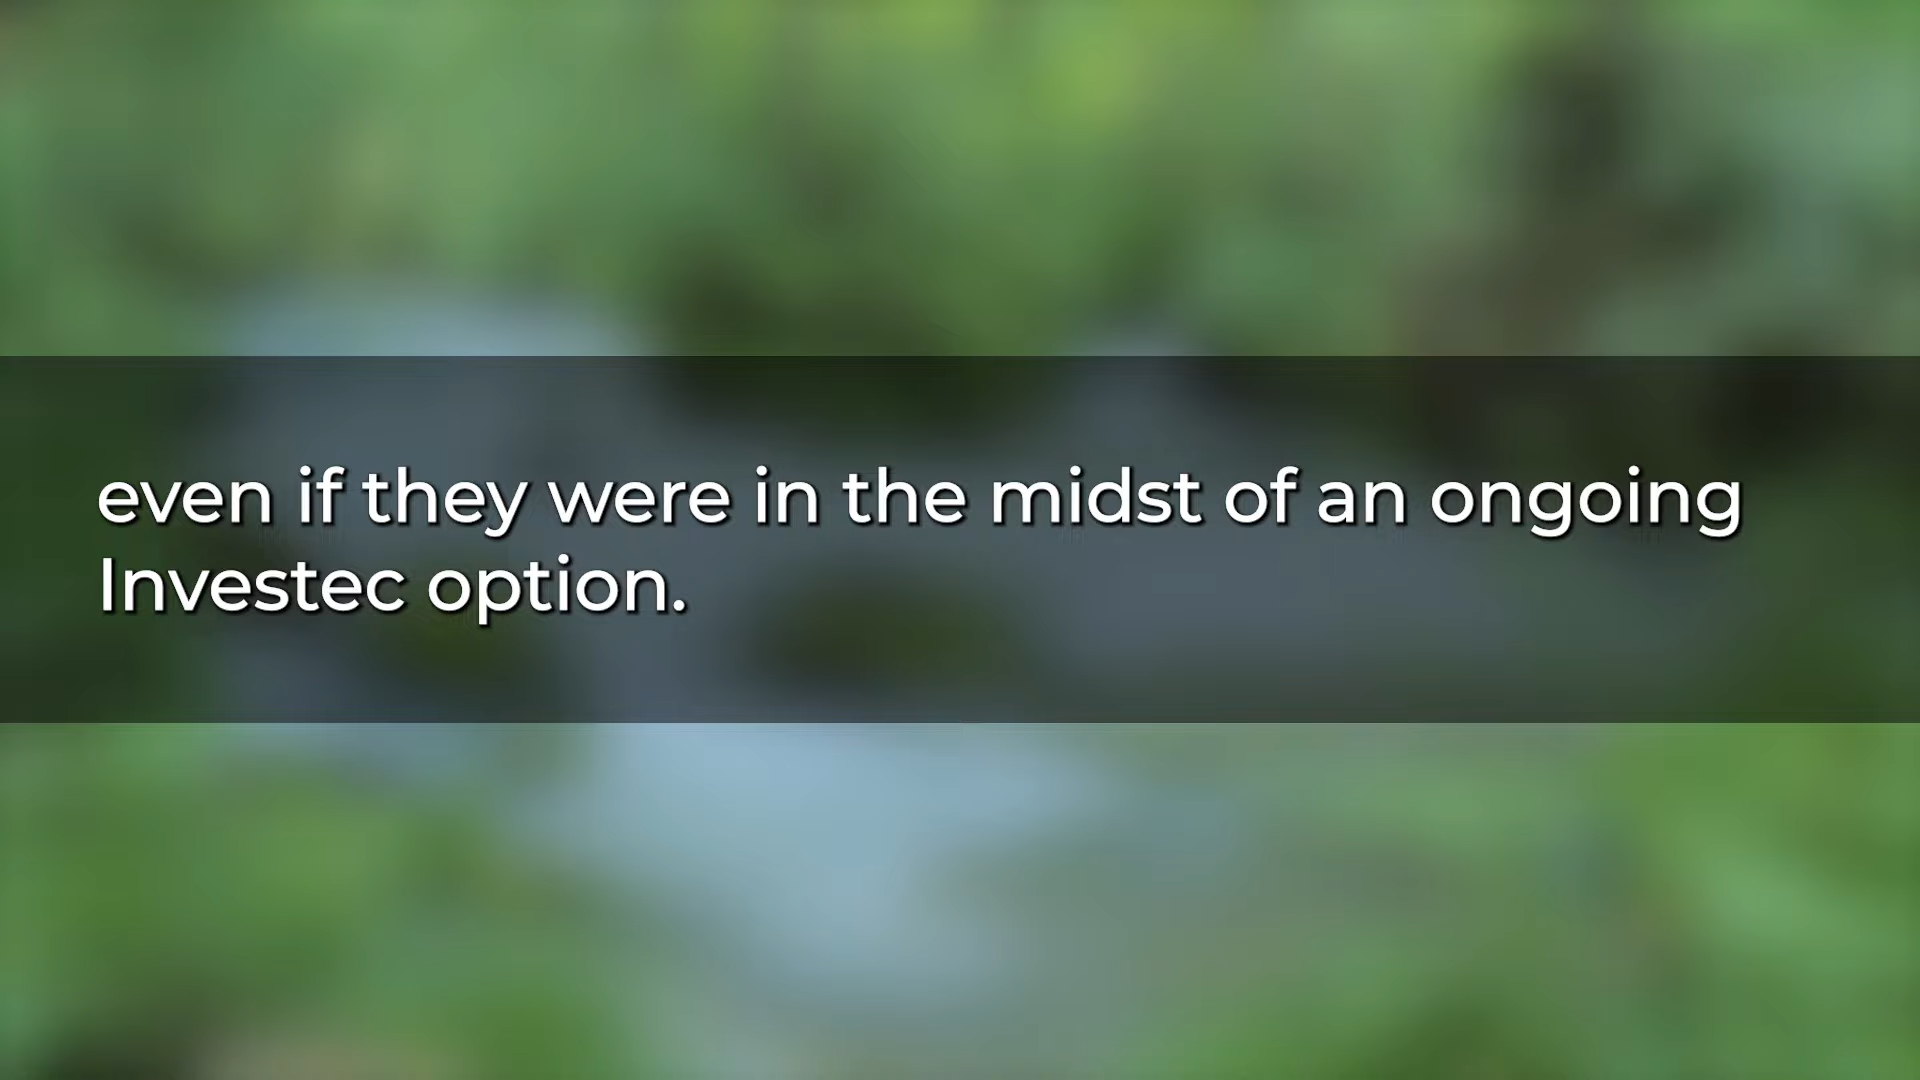 even if they were in the midst of an ongoing
Investec option.